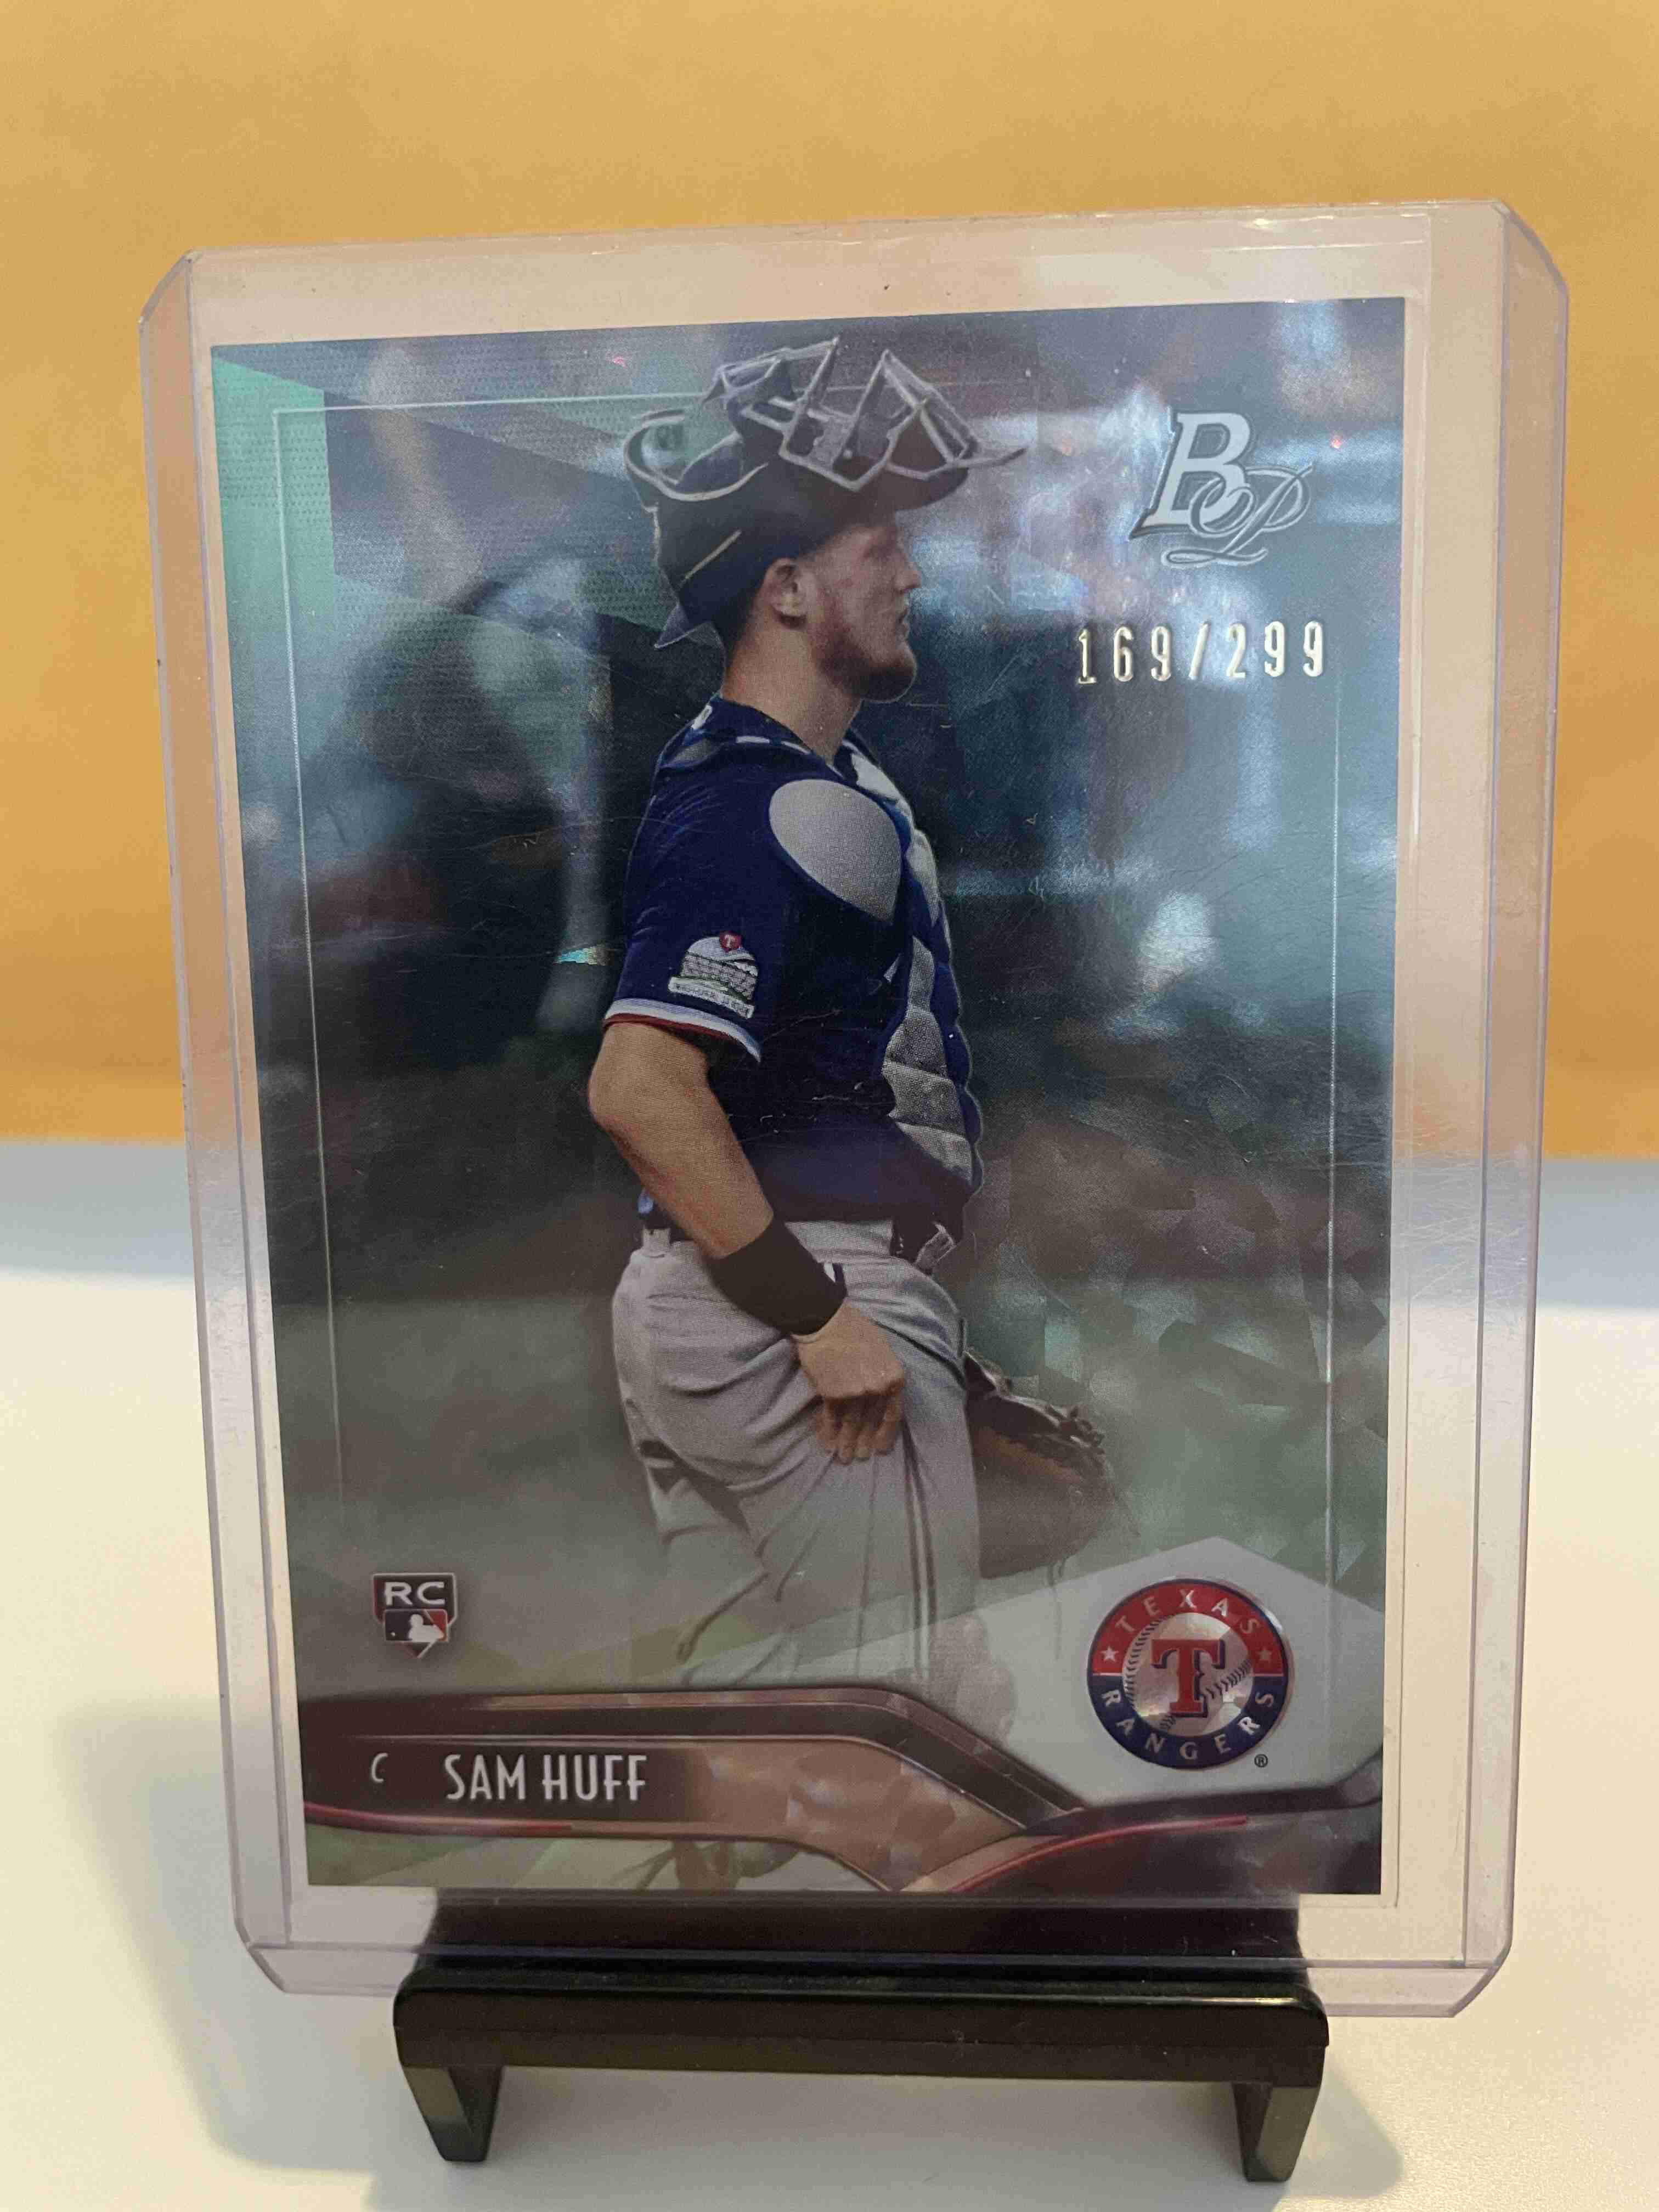 BP
169/299
RC
TEXAS
T
RANGERS
®
C SAM HUFF